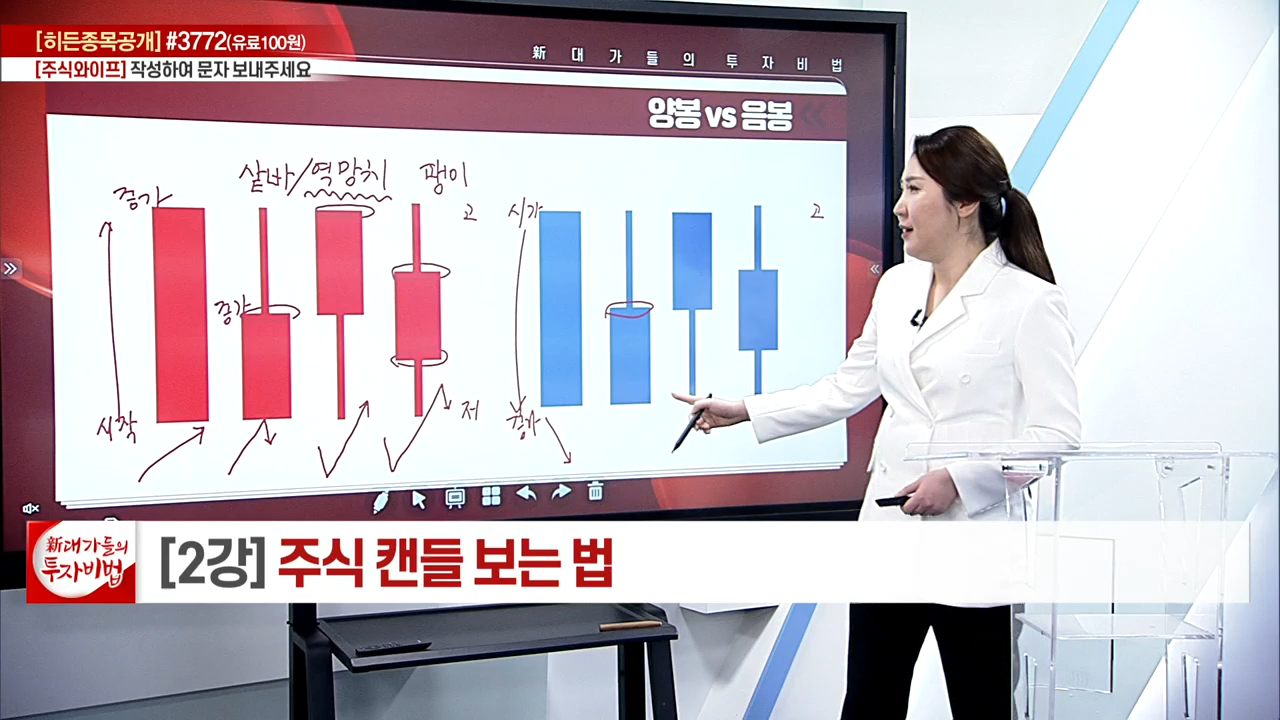 [히든종목공개] #3772(유료100원)
[주식와이프] 작성하여 문자 보내주세요
新 대 가 들 의 투 자 비 법
양봉 vs 음봉
샅바/역망치 팽이
종가
고
시가
고
종가
시작
저
종가
新대가들의
투자비법
[2강] 주식 캔들 보는 법